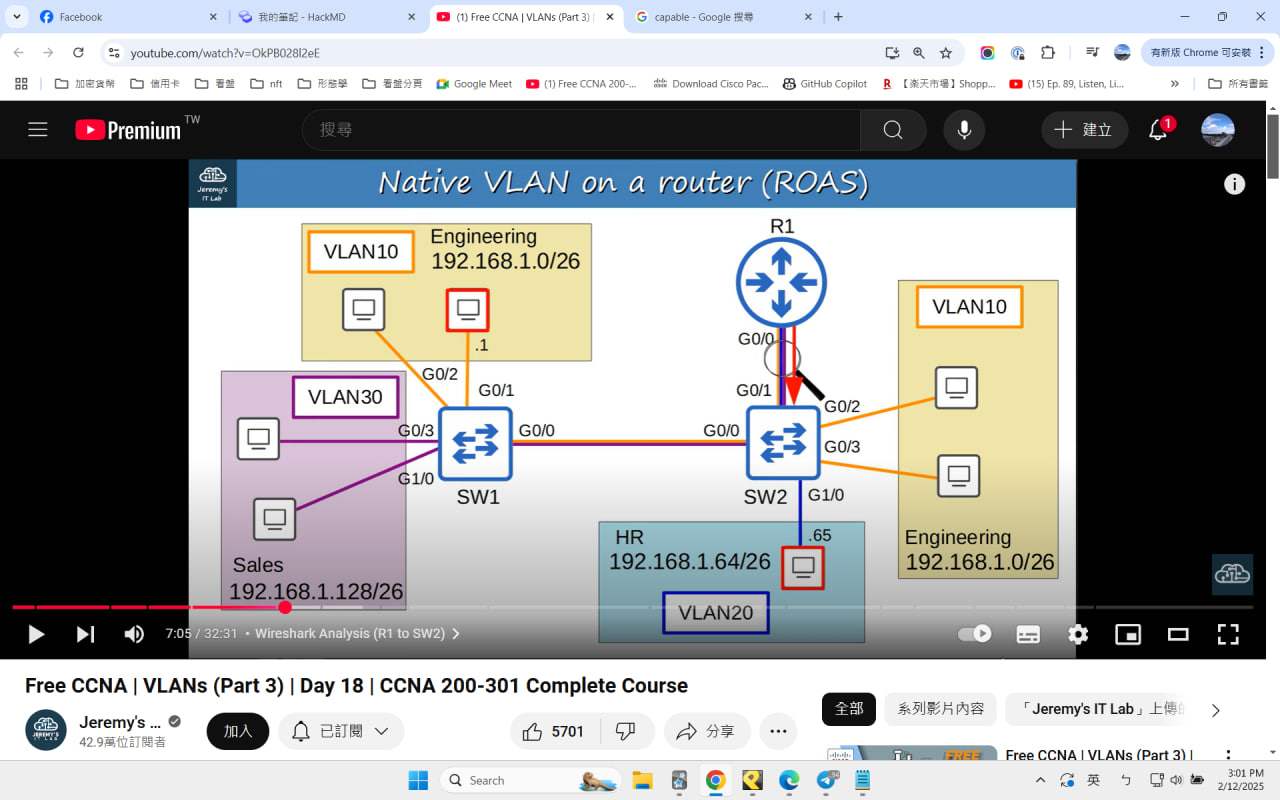 Facebook
我的筆記 - HackMD
(1) Free CCNA | VLANs (Part 3) |
capable - Google 搜尋
youtube.com/watch?v=OkPB028l2eE
有新版 Chrome 可安裝
加密貨幣
信用卡
看盤
nft
形態學
看盤分頁
Google Meet
(1) Free CCNA 200-...
Download Cisco Pac...
GitHub Copilot
【楽天市場】Shopp...
(15) Ep. 89, Listen, Li...
所有書籤
Premium TW
搜尋
建立
1
Jeremy's
IT Lab
Native VLAN on a router (ROAS)
VLAN10
Engineering
192.168.1.0/26
.1
G0/2
G0/1
VLAN30
G0/3
G1/0
SW1
G0/0
Sales
192.168.1.128/26
R1
G0/0
G0/1
G0/0
SW2
G0/2
G0/3
G1/0
VLAN10
Engineering
192.168.1.0/26
HR
192.168.1.64/26
.65
VLAN20
7:05 / 32:31 • Wireshark Analysis (R1 to SW2)
Free CCNA | VLANs (Part 3) | Day 18 | CCNA 200-301 Complete Course
JEREMY'S
IT LAB
Jeremy's ...
42.9萬位訂閱者
加入
已訂閱
5701
分享
全部
系列影片內容
「Jeremy's IT Lab」上傳的
FREE
Free CCNA | VLANs (Part 3) |
Search
英
3:01 PM
2/12/2025